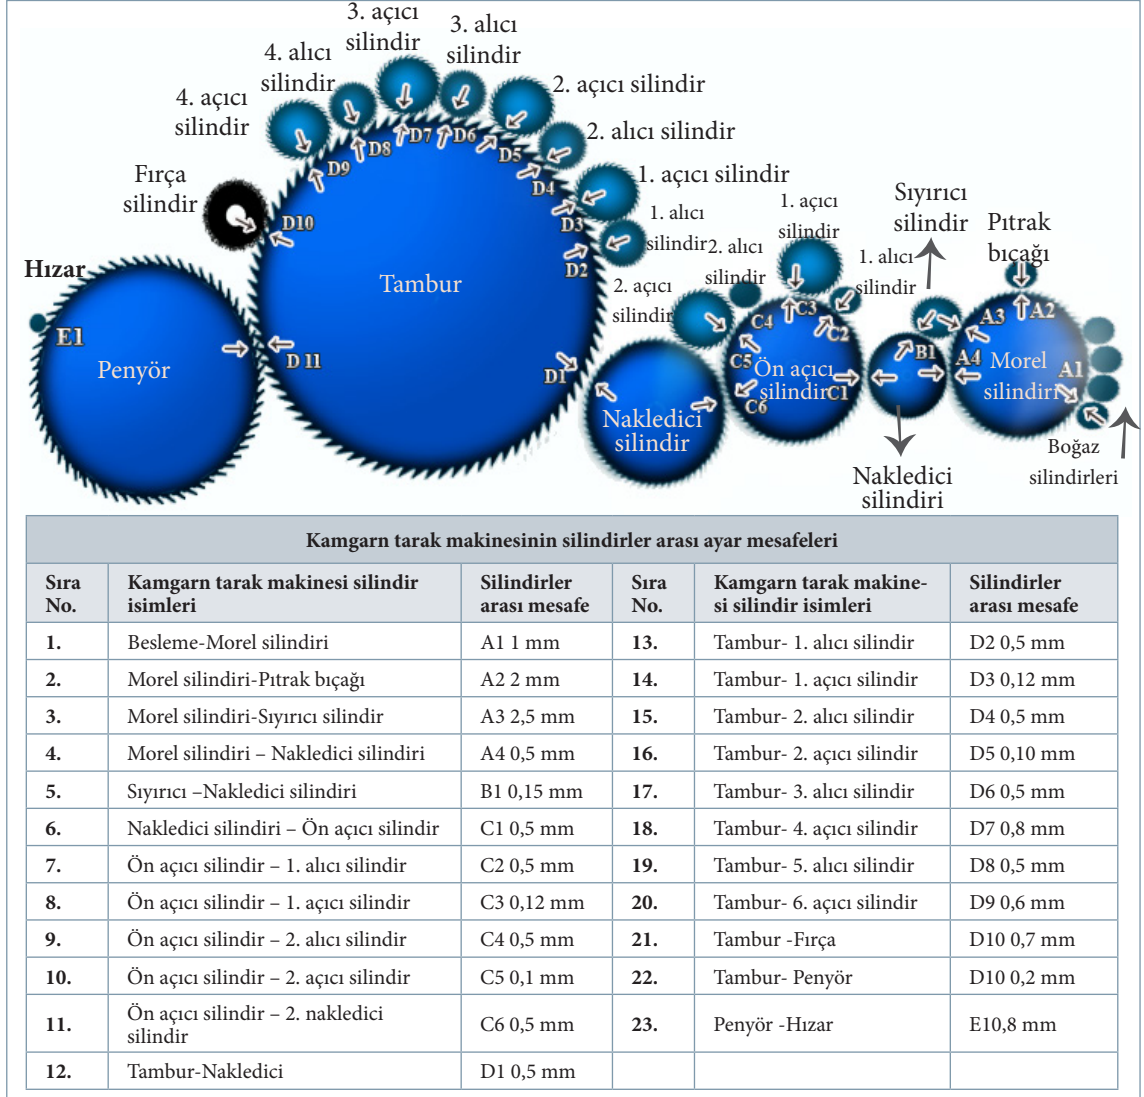 3. açıcı
silindir
3. alıcı
silindir
4. alıcı
silindir
4. açıcı
silindir
2. açıcı silindir
2. alıcı silindir
1. açıcı silindir
1. alıcı
silindir
Fırça
silindir
Hızar
Tambur
Penyör
E1
D 11
D10
D9
D8
D7
D6
D5
D4
D3
D2
D1
2. açıcı
silindir
2. alıcı
silindir
1. açıcı
silindir
1. alıcı
silindir
Sıyırıcı
silindir
Pıtrak
bıçağı
Nakledici
silindir
Ön açıcı
silindir
C1
C2
C3
C4
C5
C6
B1
Nakledici
silindiri
Morel
silindiri
A1
A2
A3
A4
Boğaz
silindirleri
Kamgarn tarak makinesinin silindirler arası ayar mesafeleri
Sıra No. Kamgarn tarak makinesi silindir isimleri Silindirler arası mesafe Sıra No. Kamgarn tarak makine-si silindir isimleri Silindirler arası mesafe
1. Besleme-Morel silindiri A1 1 mm 13. Tambur- 1. alıcı silindir D2 0,5 mm
2. Morel silindiri-Pıtrak bıçağı A2 2 mm 14. Tambur- 1. açıcı silindir D3 0,12 mm
3. Morel silindiri-Sıyırıcı silindir A3 2,5 mm 15. Tambur- 2. alıcı silindir D4 0,5 mm
4. Morel silindiri – Nakledici silindiri A4 0,5 mm 16. Tambur- 2. açıcı silindir D5 0,10 mm
5. Sıyırıcı –Nakledici silindiri B1 0,15 mm 17. Tambur- 3. alıcı silindir D6 0,5 mm
6. Nakledici silindiri – Ön açıcı silindir C1 0,5 mm 18. Tambur- 4. açıcı silindir D7 0,8 mm
7. Ön açıcı silindir – 1. alıcı silindir C2 0,5 mm 19. Tambur- 5. alıcı silindir D8 0,5 mm
8. Ön açıcı silindir – 1. açıcı silindir C3 0,12 mm 20. Tambur- 6. açıcı silindir D9 0,6 mm
9. Ön açıcı silindir – 2. alıcı silindir C4 0,5 mm 21. Tambur -Fırça D10 0,7 mm
10. Ön açıcı silindir – 2. açıcı silindir C5 0,1 mm 22. Tambur- Penyör D10 0,2 mm
11. Ön açıcı silindir – 2. nakledici silindir C6 0,5 mm 23. Penyör -Hızar E10,8 mm
12. Tambur-Nakledici D1 0,5 mm